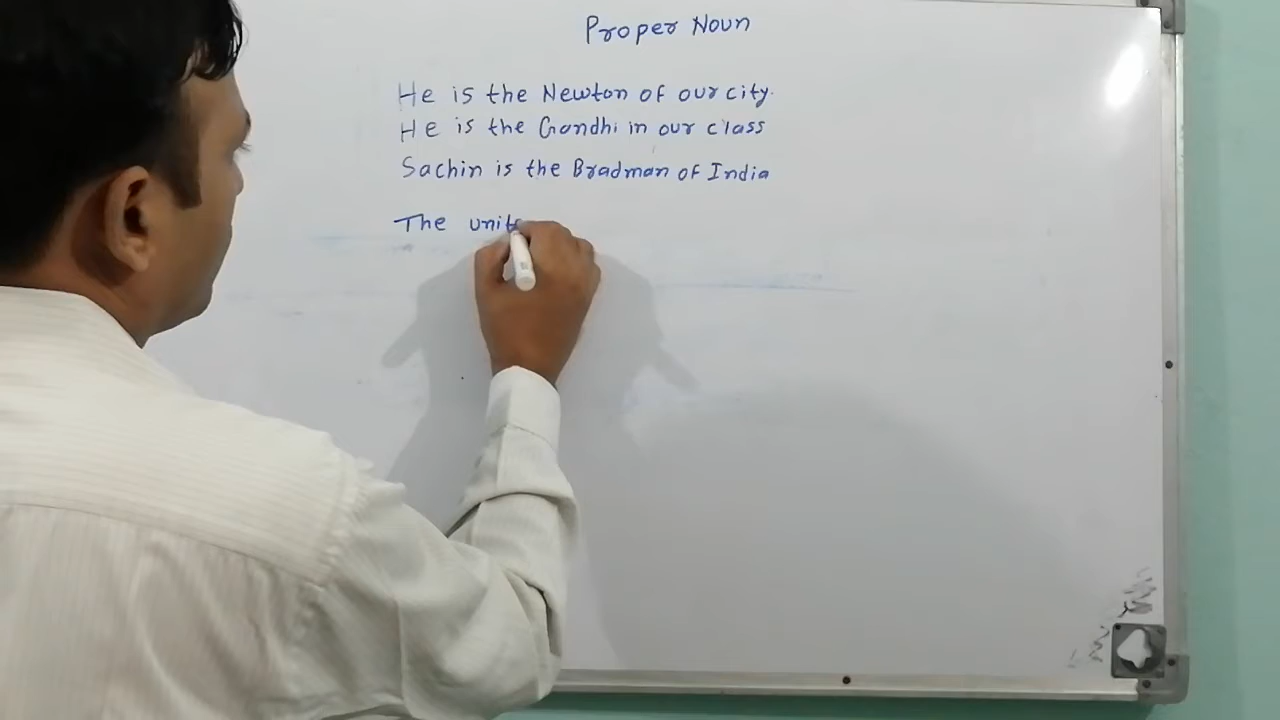 Proper Noun
He is the Newton of our city.
He is the Gandhi in our class
Sachin is the Bradman of India
The unit